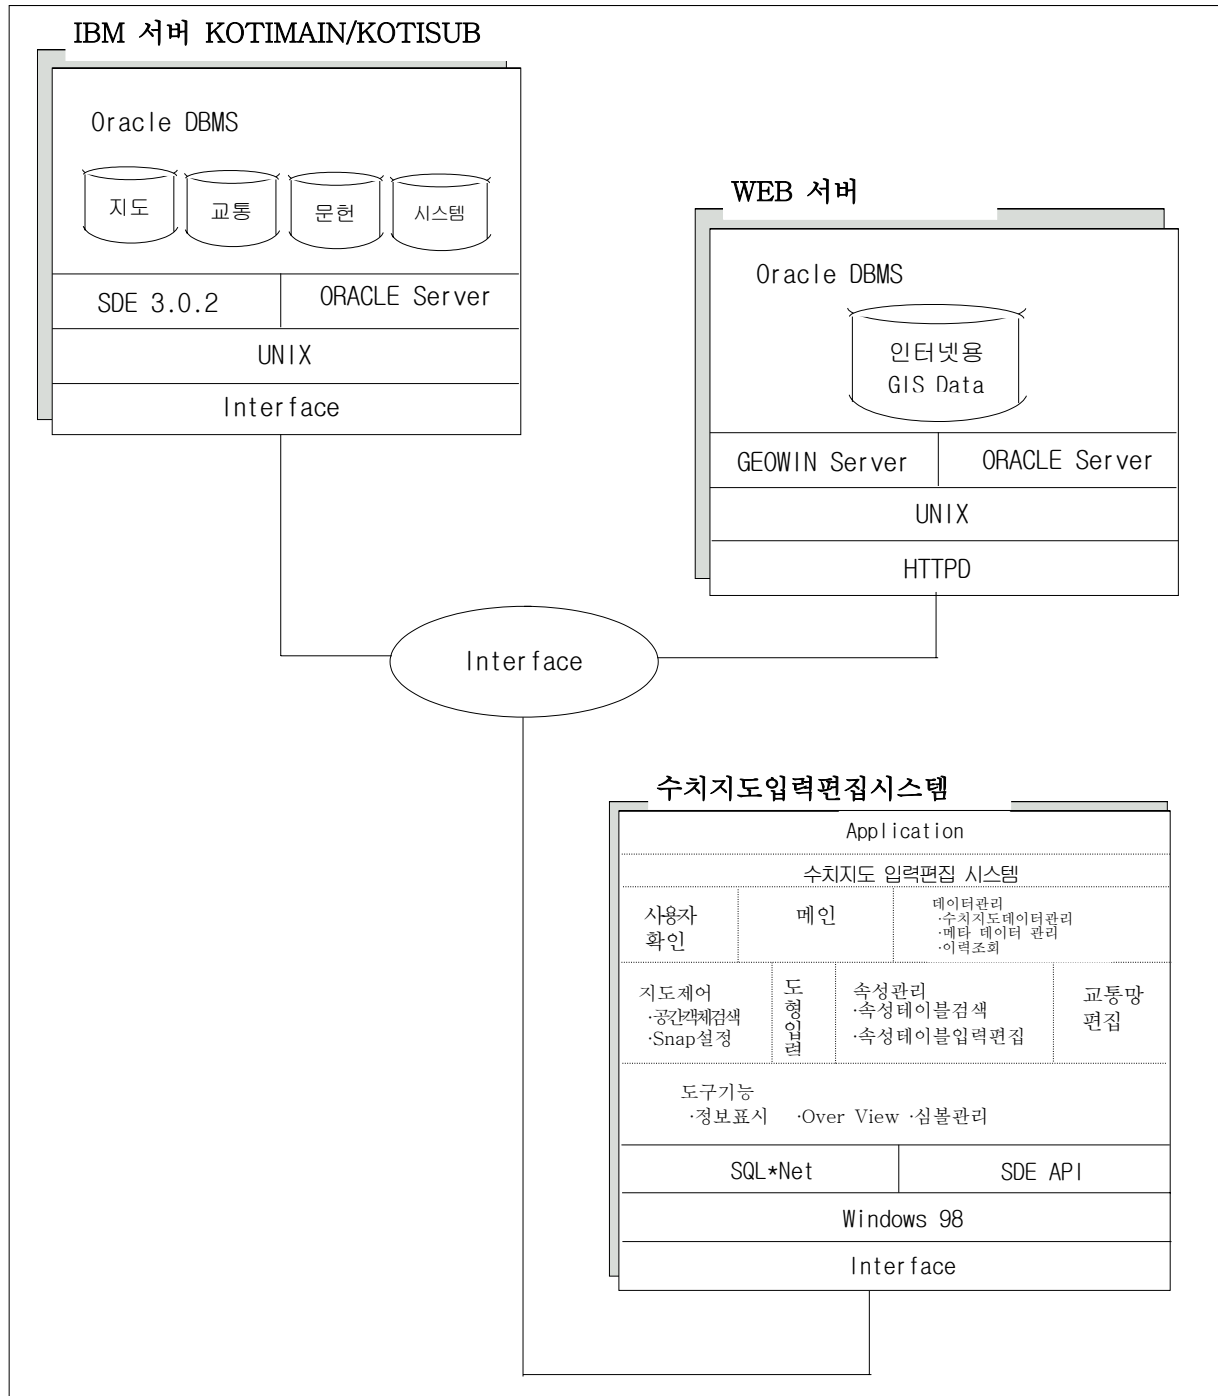 IBM 서버 KOTIMAIN/KOTISUB
Oracle DBMS
지도
교통
문헌
시스템
SDE 3.0.2
ORACLE Server
UNIX
Interface
WEB 서버
Oracle DBMS
인터넷용
GIS Data
GEOWIN Server
ORACLE Server
UNIX
HTTPD
Interface
수치지도입력편집시스템
Application
수치지도 입력편집 시스템
사용자
확인
메인
데이터관리
·수치지도데이터관리
·메타 데이터 관리
·이력조회
지도제어
·공간객체검색
·Snap설정
도형입력
속성관리
·속성테이블검색
·속성테이블입력편집
교통망
편집
도구기능
·정보표시 ·Over View ·심볼관리
SQL*Net
SDE API
Windows 98
Interface